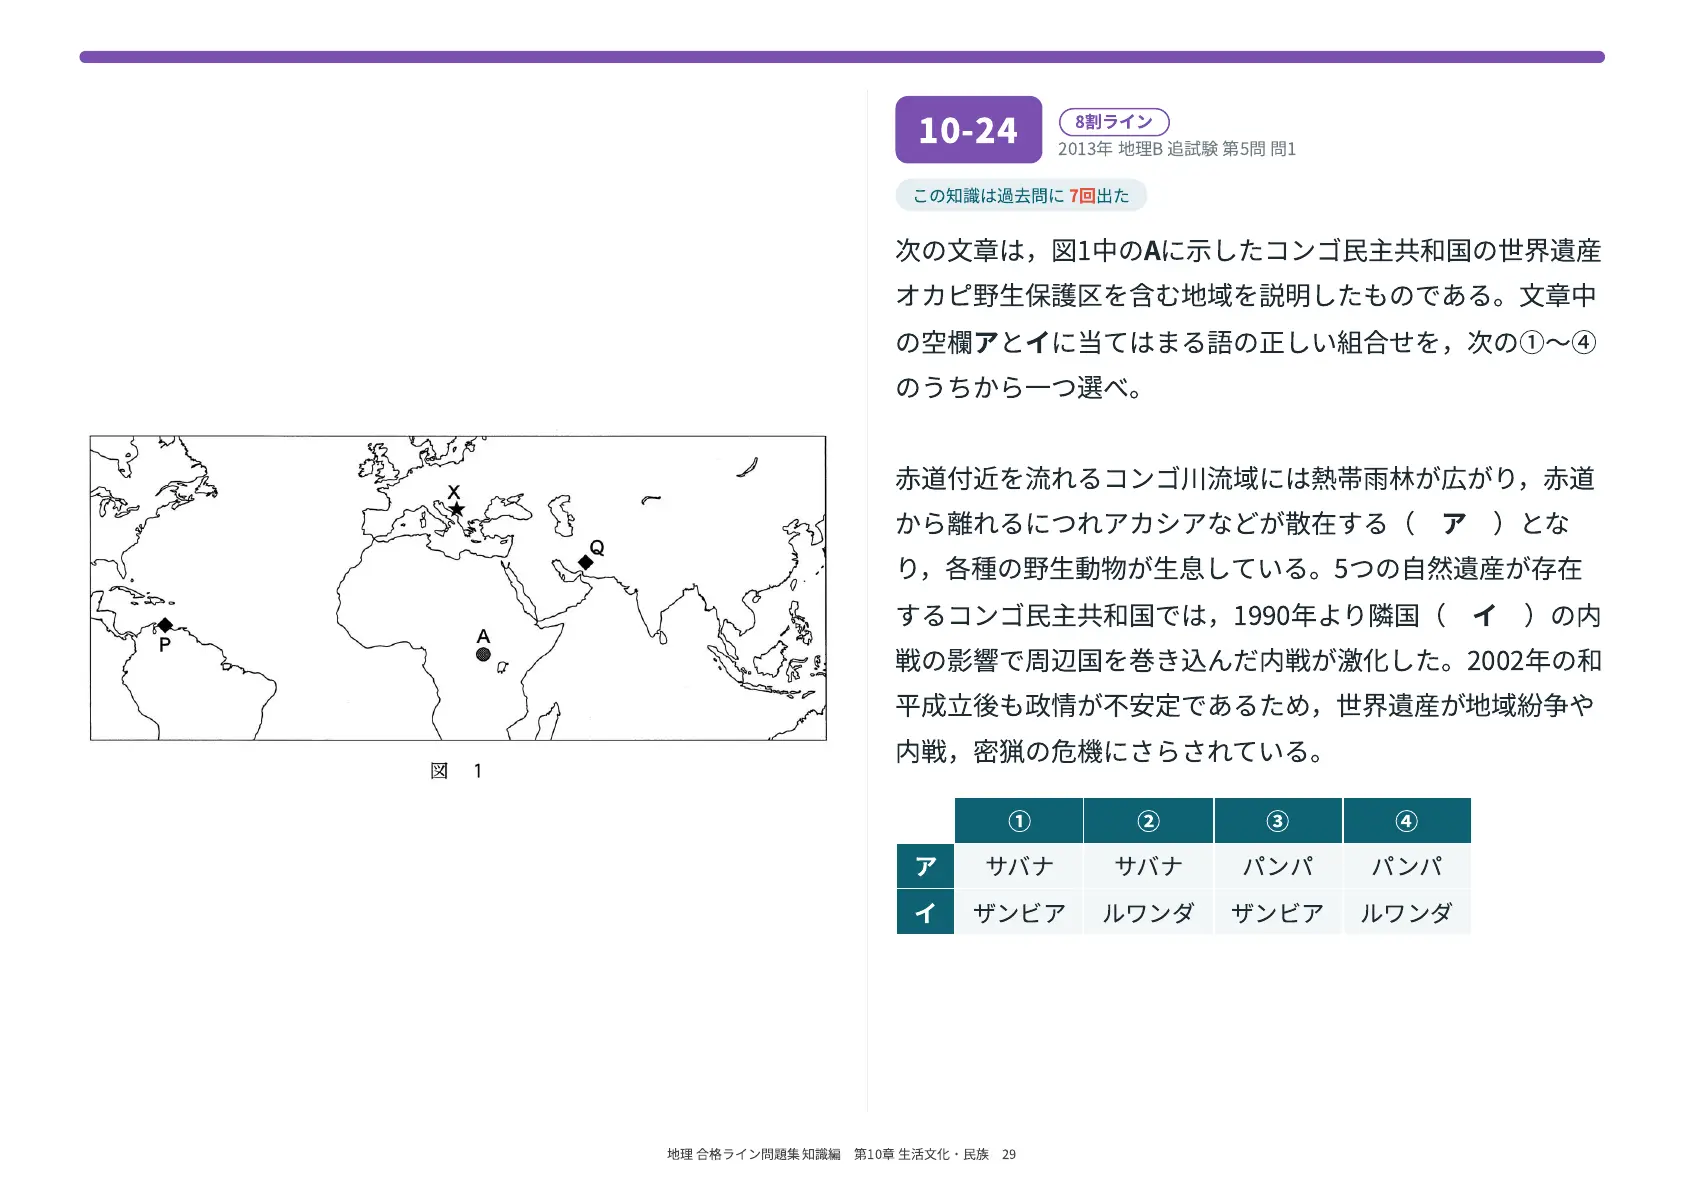 10-24
8割ライン
2013年 地理B 追試験 第5問 問1
この知識は過去問に 7回出た
次の文章は，図1中のAに示したコンゴ民主共和国の世界遺産
オカピ野生保護区を含む地域を説明したものである。文章中
の空欄アとイに当てはまる語の正しい組合せを，次の①〜④
のうちから一つ選べ。
赤道付近を流れるコンゴ川流域には熱帯雨林が広がり，赤道
から離れるにつれアカシアなどが散在する（　ア　）とな
り，各種の野生動物が生息している。5つの自然遺産が存在
するコンゴ民主共和国では，1990年より隣国（　イ　）の内
戦の影響で周辺国を巻き込んだ内戦が激化した。2002年の和
平成立後も政情が不安定であるため，世界遺産が地域紛争や
内戦，密猟の危機にさらされている。
① ② ③ ④
ア サバナ サバナ パンパ パンパ
イ ザンビア ルワンダ ザンビア ルワンダ
X
Q
P
A
図 1
地理 合格ライン問題集 知識編 第10章 生活文化・民族 29